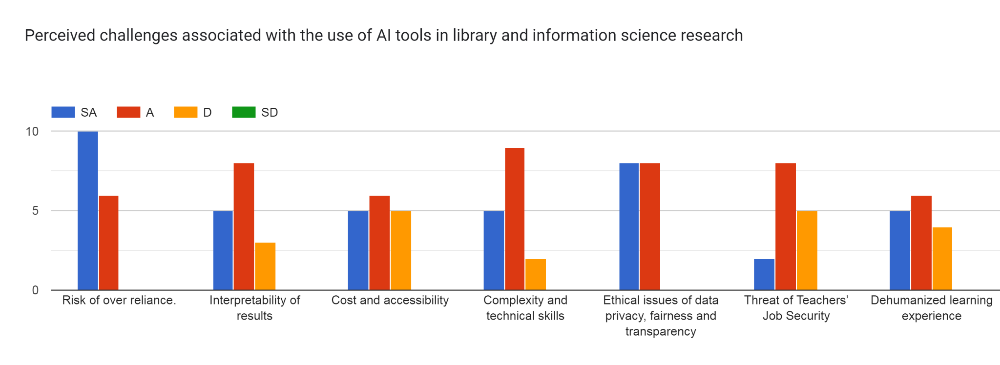 Perceived challenges associated with the use of AI tools in library and information science research
SA A D SD
10
5
0
Risk of over reliance.
Interpretability of
results
Cost and accessibility
Complexity and
technical skills
Ethical issues of data
privacy, fairness and
transparency
Threat of Teachers’
Job Security
Dehumanized learning
experience